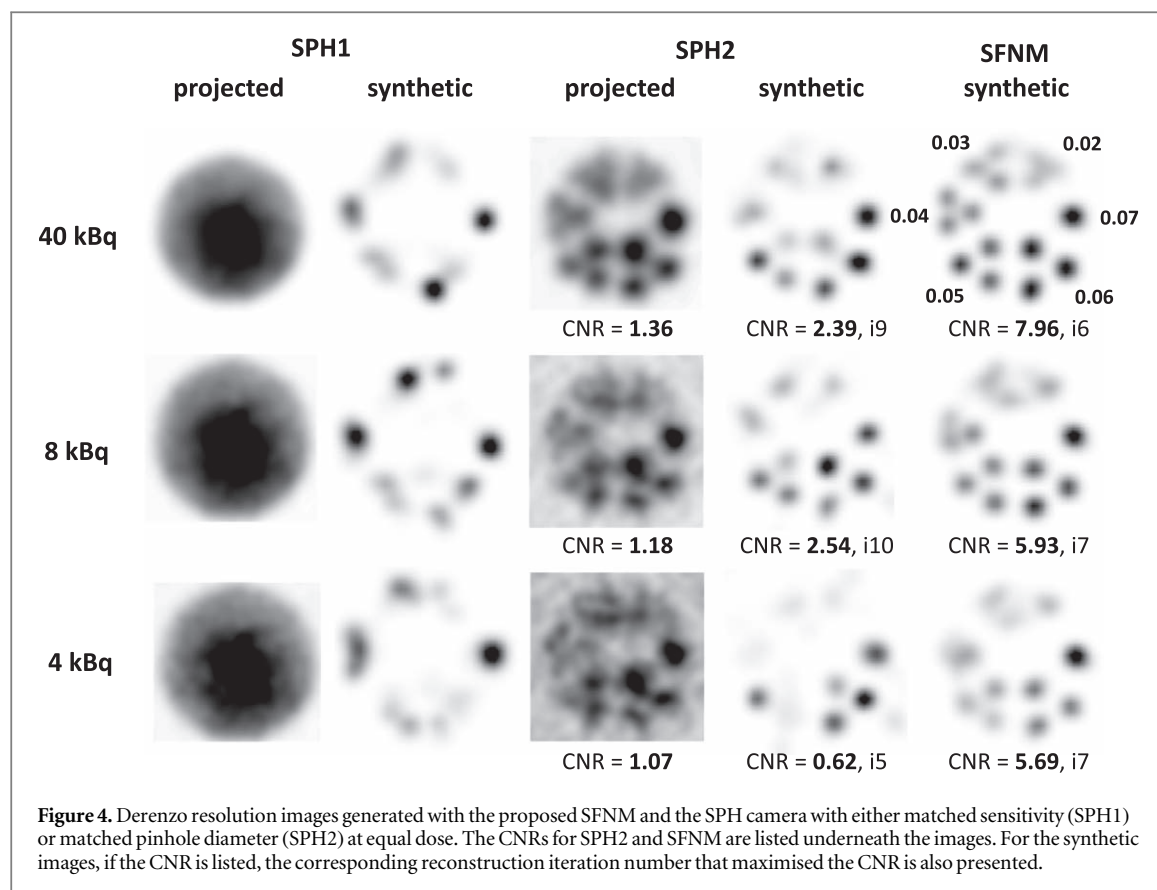 SPH1 SPH2 SFNM
projected synthetic projected synthetic synthetic
0.03 0.02
40 kBq 0.04 0.07
0.05 0.06
CNR = 1.36 CNR = 2.39, i9 CNR = 7.96, i6
8 kBq
CNR = 1.18 CNR = 2.54, i10 CNR = 5.93, i7
4 kBq
CNR = 1.07 CNR = 0.62, i5 CNR = 5.69, i7
Figure 4. Derenzo resolution images generated with the proposed SFNM and the SPH camera with either matched sensitivity (SPH1)
or matched pinhole diameter (SPH2) at equal dose. The CNRs for SPH2 and SFNM are listed underneath the images. For the synthetic
images, if the CNR is listed, the corresponding reconstruction iteration number that maximised the CNR is also presented.